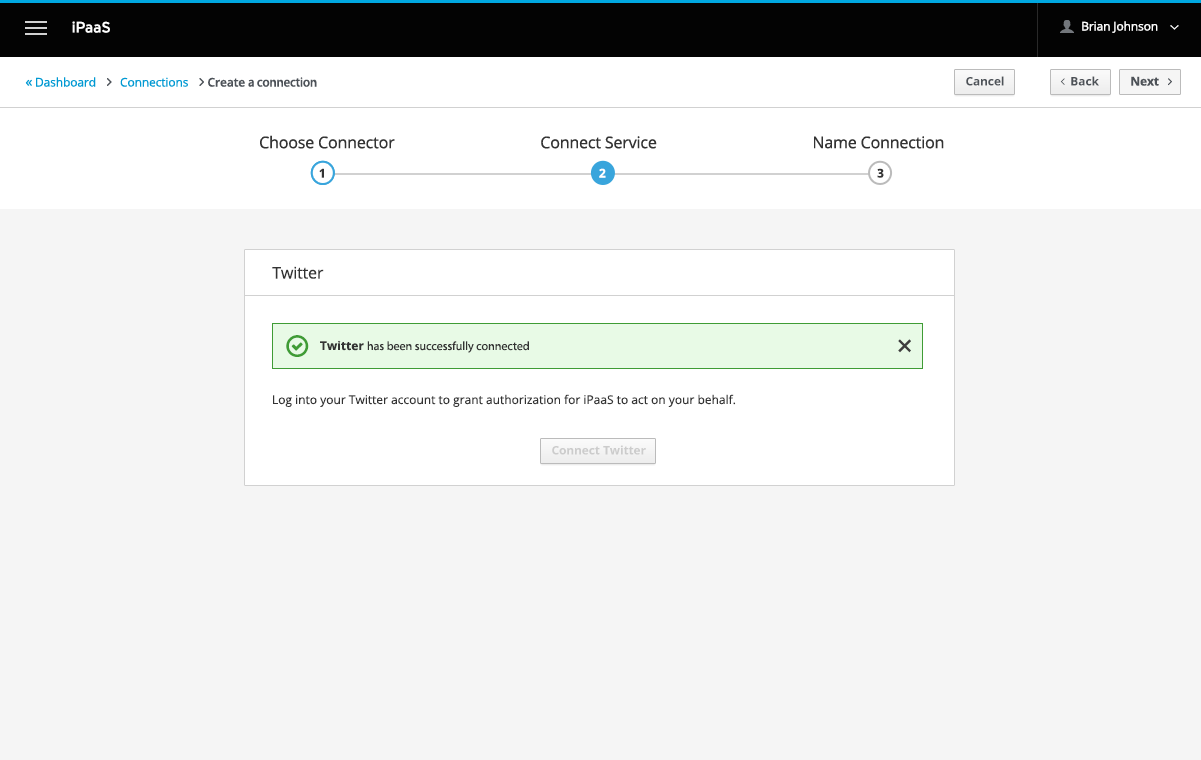 iPaaS
Brian Johnson
« Dashboard > Connections > Create a connection
Cancel
< Back
Next >
Choose Connector
Connect Service
Name Connection
1
2
3
Twitter
Twitter has been successfully connected
Log into your Twitter account to grant authorization for iPaaS to act on your behalf.
Connect Twitter